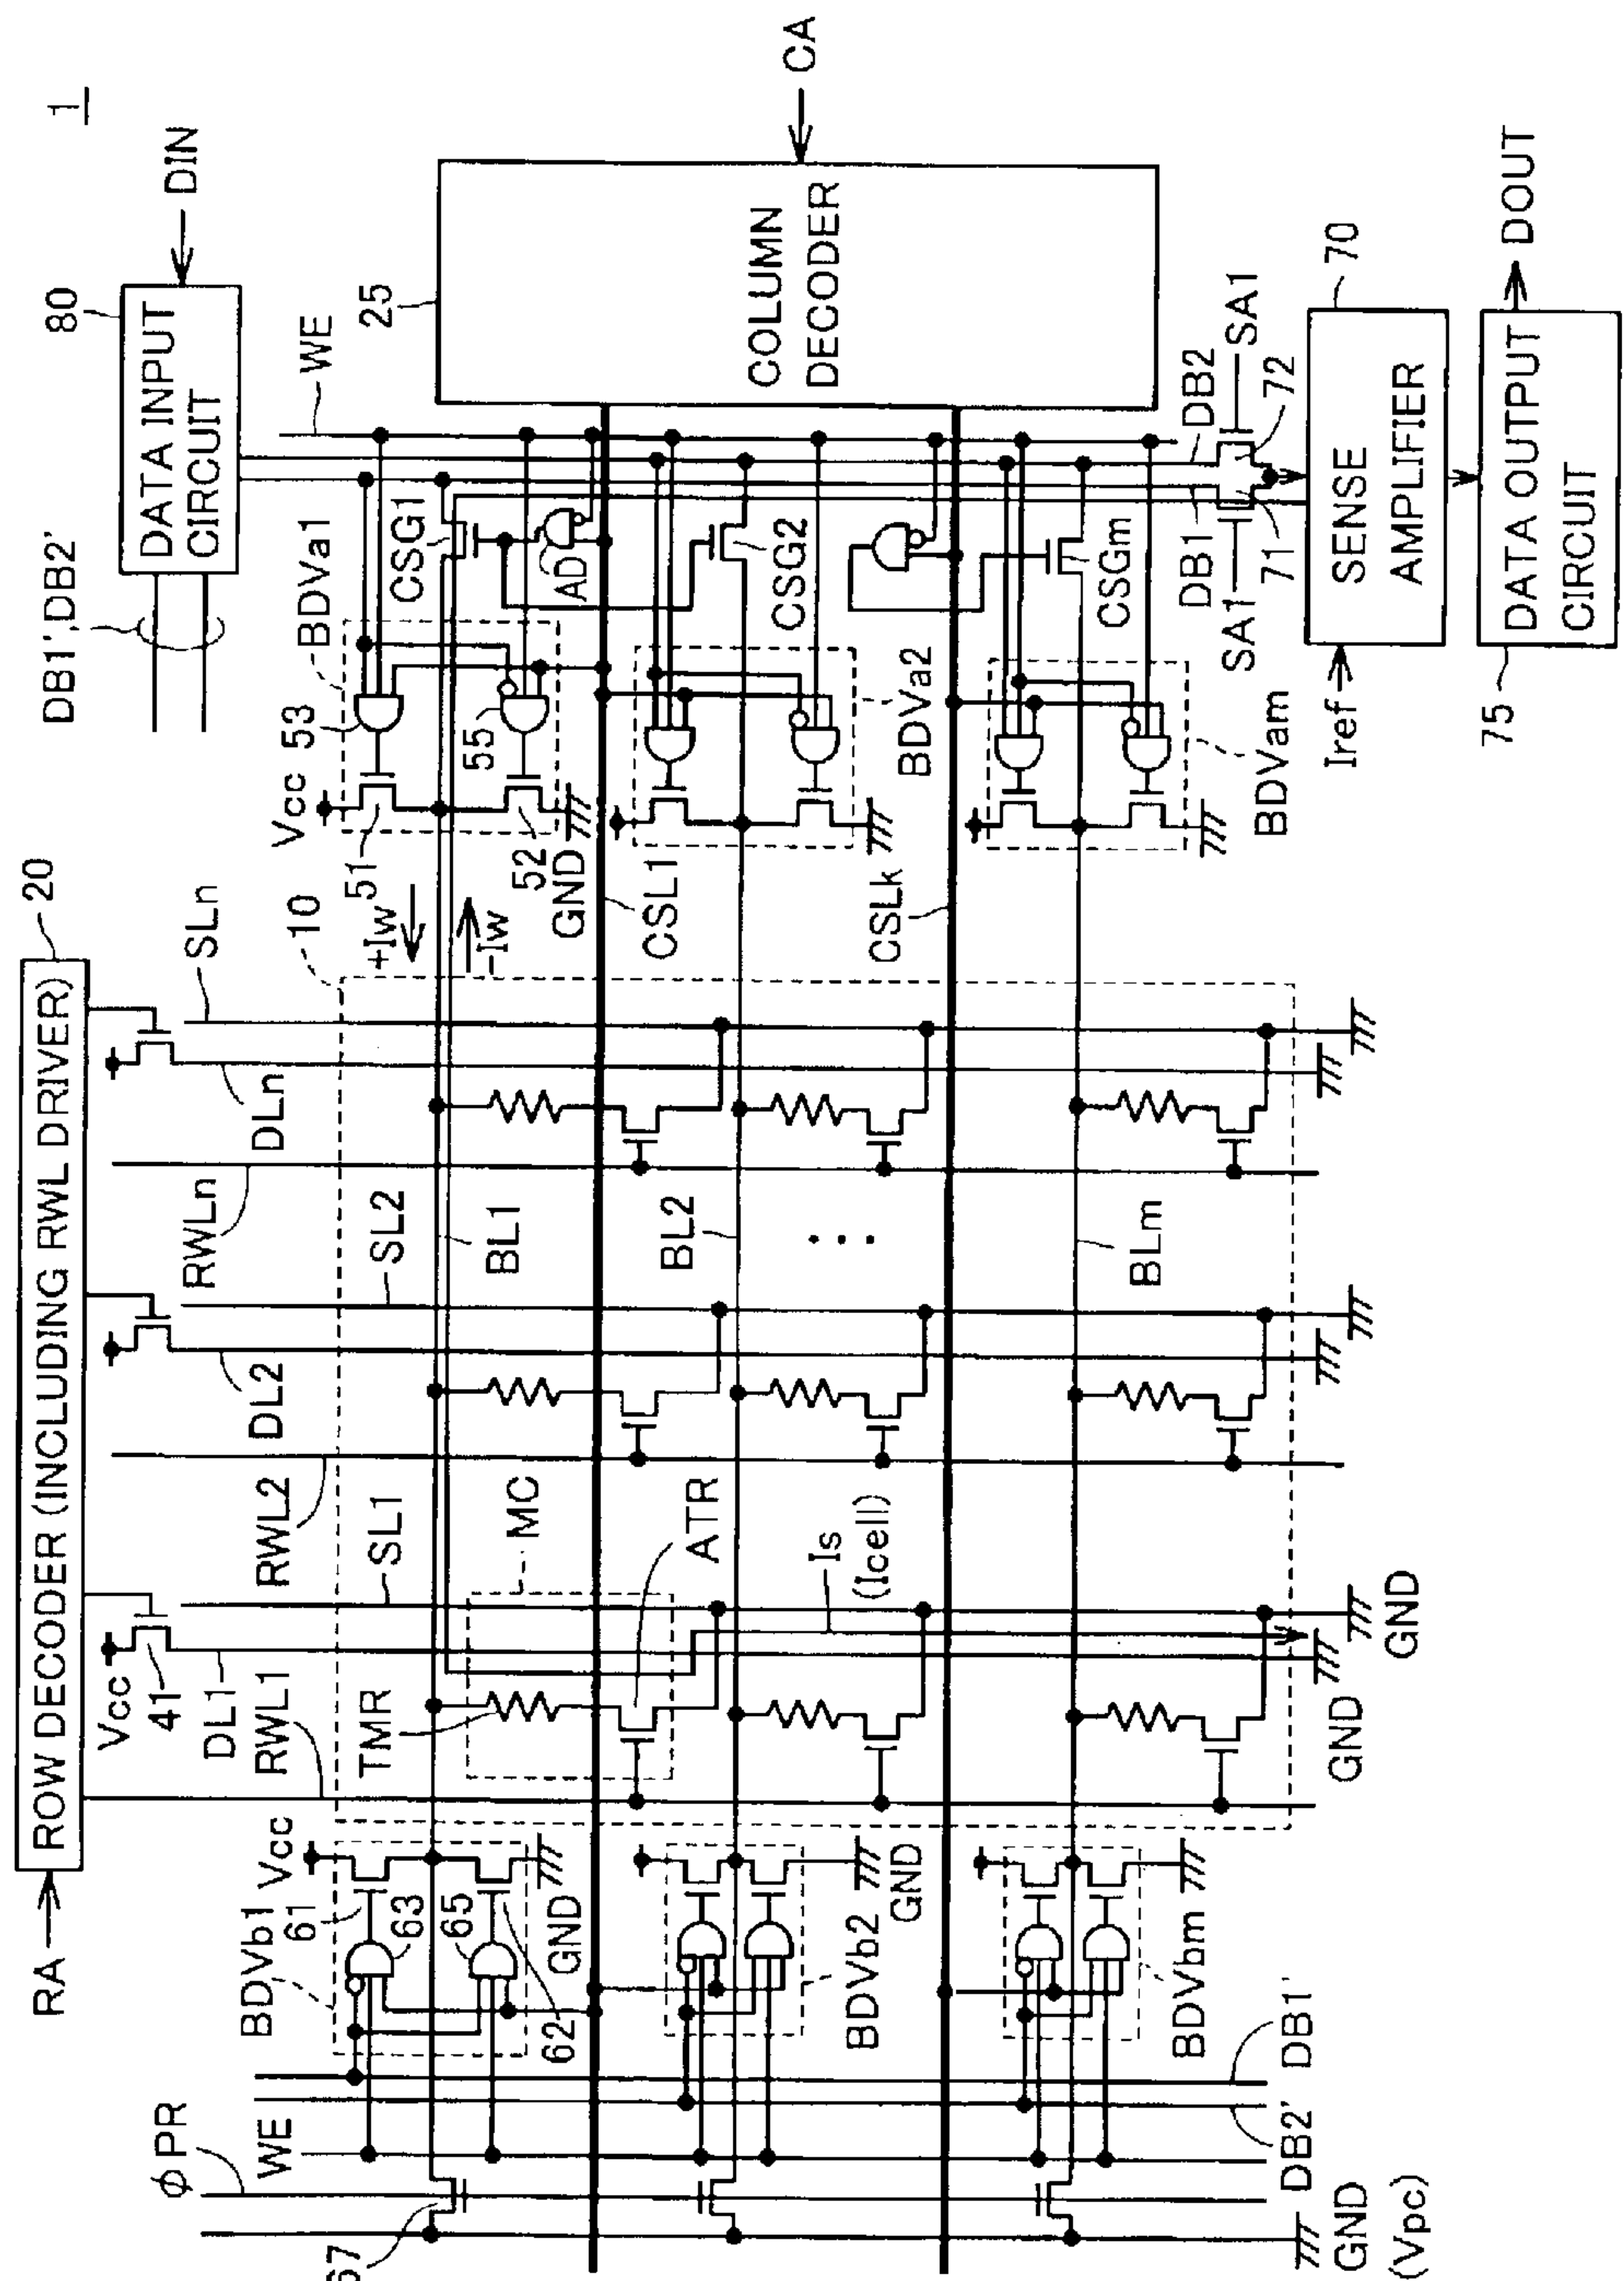 1
DIN
80
DATA INPUT
CIRCUIT
DB1',DB2'
WE
25
COLUMN
DECODER
CA
CSG1
AD
CSG2
CSGm
BDVa1
53
55
Vcc
51
52
GND
BDVa2
BDVam
DB1
DB2
SA1
SA1
71
72
70
SENSE
AMPLIFIER
Iref
75
DATA OUTPUT
CIRCUIT
DOUT
20
ROW DECODER (INCLUDING RWL DRIVER)
RA
10
+Iw
-Iw
CSL1
CSLk
SLn
DLn
RWLn
SL2
DL2
RWL2
SL1
Vcc
41
DL1
RWL1
BL1
BL2
...
BLm
MC
TMR
ATR
Is
(Icell)
GND
GND
BDVb1
61
Vcc
63
65
62
GND
BDVb2
GND
BDVbm
φPR
WE
67
DB1'
DB2'
GND
(Vpc)